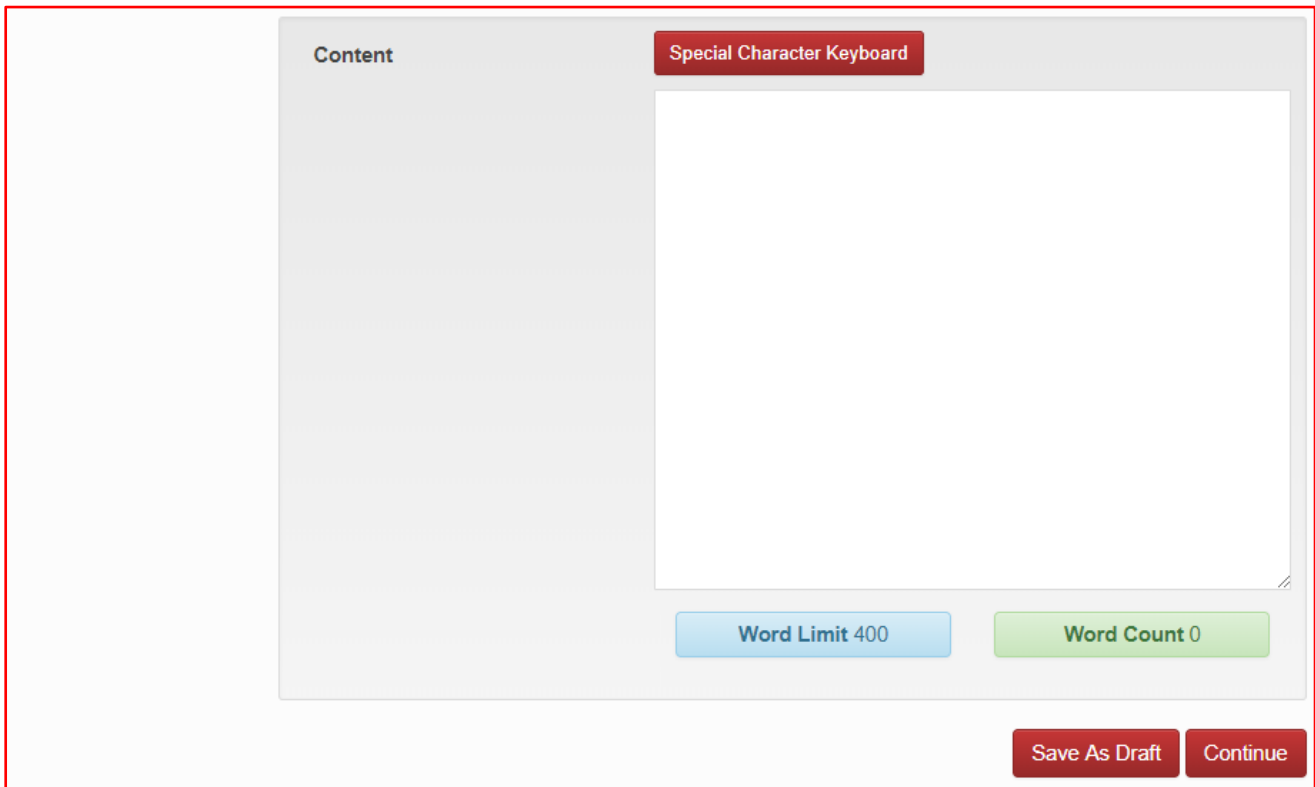 Content
Special Character Keyboard
Word Limit 400
Word Count 0
Save As Draft
Continue